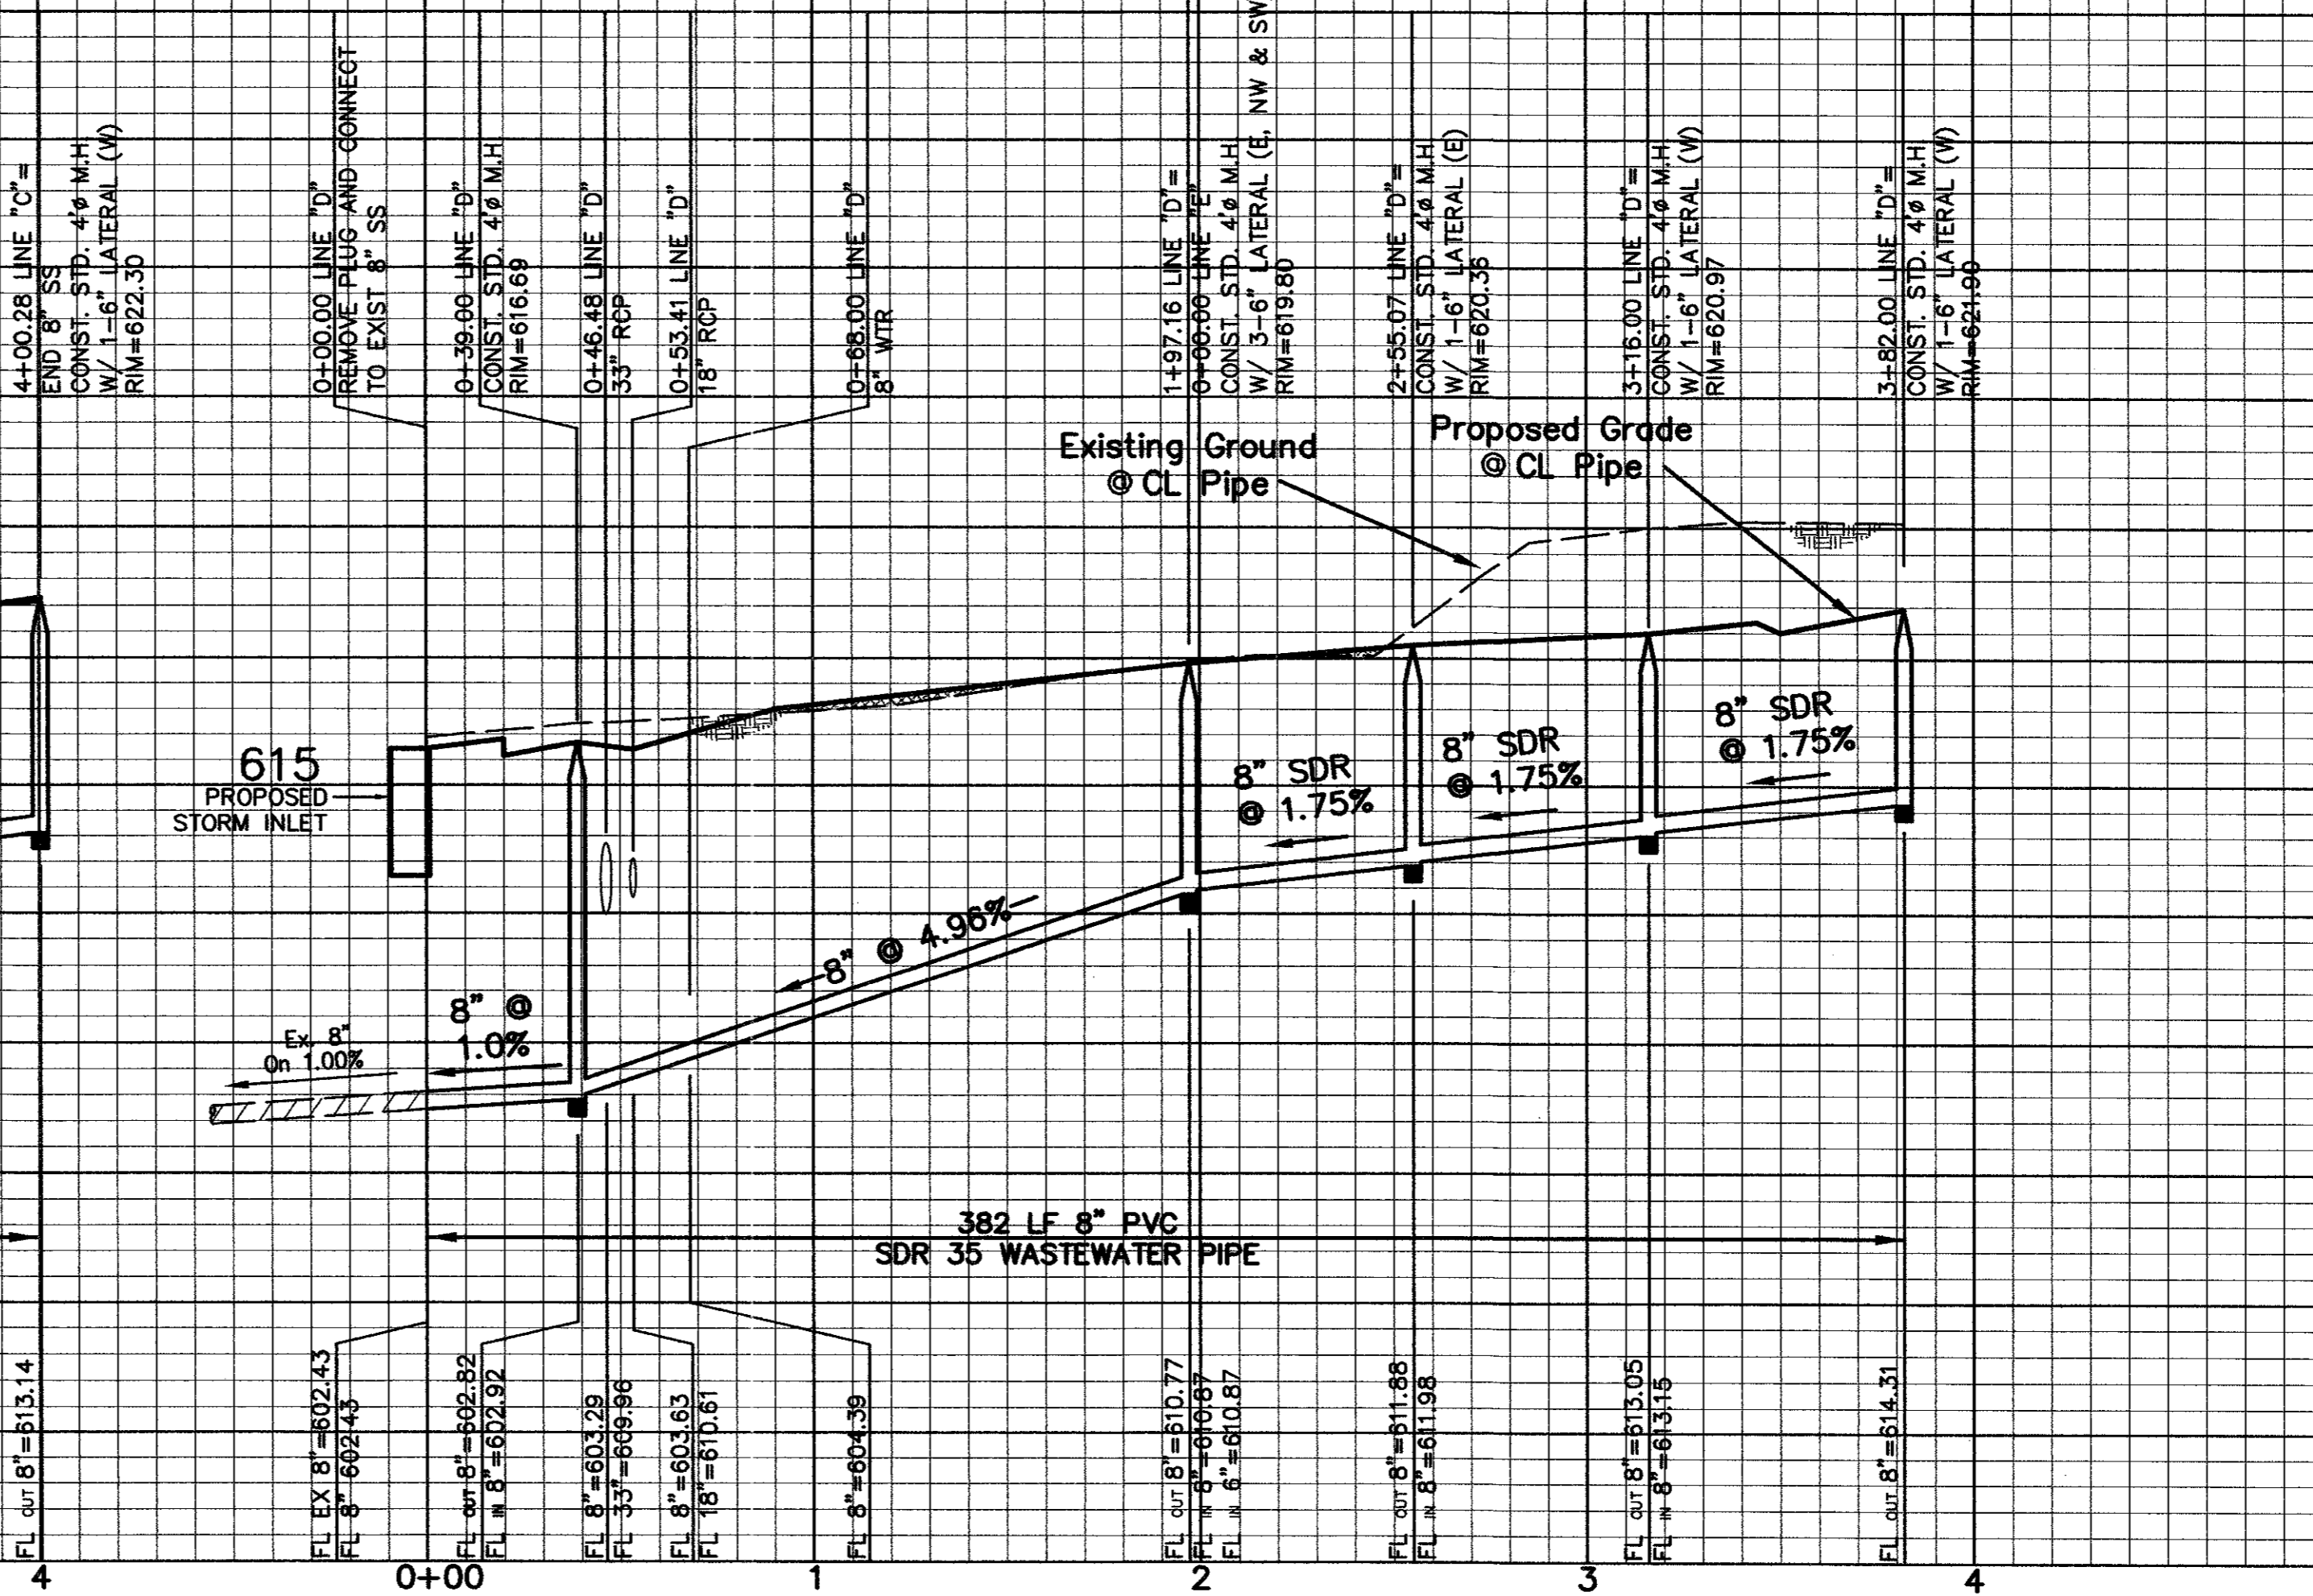 4+00.28 LINE "C"=
END 8" SS
CONST. STD. 4'ø M.H.
W/ 1-6" LATERAL (W)
RIM=622.30
0+00.00 LINE "D"
REMOVE PLUG AND CONNECT
TO EXIST 8" SS
0+39.00 LINE "D"
CONST. STD. 4'ø M.H
RIM=616.69
0+46.48 LINE "D"
33" RCP
0+53.41 LINE "D"
18" RCP
0+68.00 LINE "D"
8" WTR
1+97.16 LINE "D"=
0+00.00 LINE "E"
CONST. STD. 4'ø M.H
W/ 3-6" LATERAL (E, NW & SW
RIM=619.80
2+55.07 LINE "D"=
CONST. STD. 4'ø M.H
W/ 1-6" LATERAL (E)
RIM=620.35
3+16.00 LINE "D"=
CONST. STD. 4'ø M.H
W/ 1-6" LATERAL (W)
RIM=620.97
3+82.00 LINE "D"=
CONST. STD. 4'ø M.H
W/ 1-6" LATERAL (W)
RIM=621.90
Existing Ground
@ CL Pipe
Proposed Grade
@ CL Pipe
615
PROPOSED
STORM INLET
8" SDR
@ 1.75%
8" SDR
@ 1.75%
8" SDR
@ 1.75%
8" @ 4.96%
8" @
1.0%
Ex. 8"
On 1.00%
382 LF 8" PVC
SDR 35 WASTEWATER PIPE
FL OUT 8"=613.14
FL EX 8"=602.43
FL 8" 602.43
FL OUT 8"=602.82
FL IN 8"=602.92
FL 8"=603.29
FL 33"=609.96
FL 8"=603.63
FL 18"=610.61
FL 8"=604.39
FL OUT 8"=610.77
FL IN 8"=610.87
FL IN 6"=610.87
FL OUT 8"=611.88
FL IN 8"=611.98
FL OUT 8"=613.05
FL IN 8"=613.15
FL OUT 8"=614.31
4 0+00 1 2 3 4